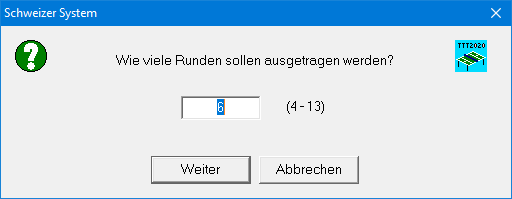 Schweizer System
Wie viele Runden sollen ausgetragen werden?
TTT2020
6 (4-13)
Weiter Abbrechen